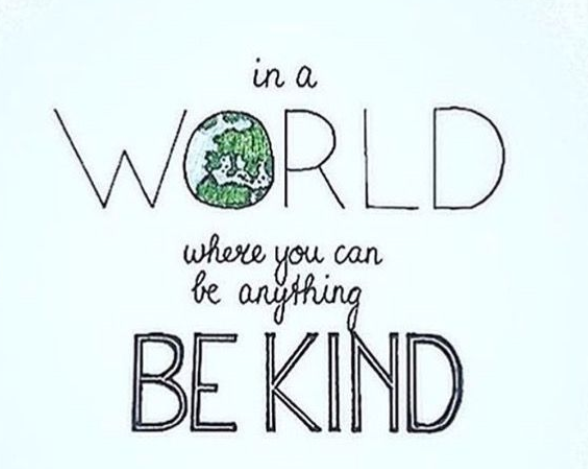 in a
WORLD
where you can
be anything
BE KIND